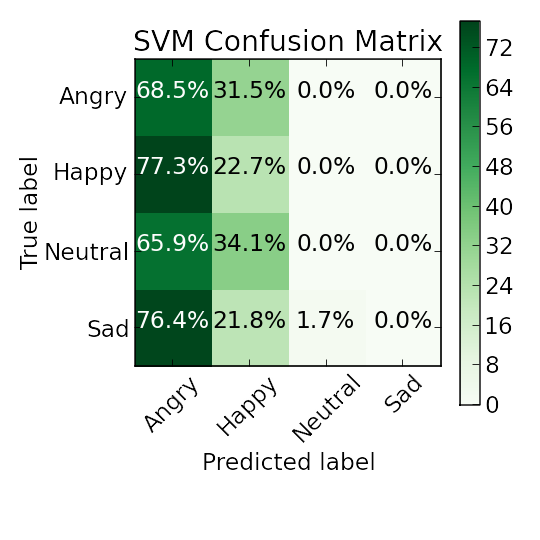 SVM Confusion Matrix
True label
Angry 68.5% 31.5% 0.0% 0.0%
Happy 77.3% 22.7% 0.0% 0.0%
Neutral 65.9% 34.1% 0.0% 0.0%
Sad 76.4% 21.8% 1.7% 0.0%
Angry Happy Neutral Sad
Predicted label
72
64
56
48
40
32
24
16
8
0